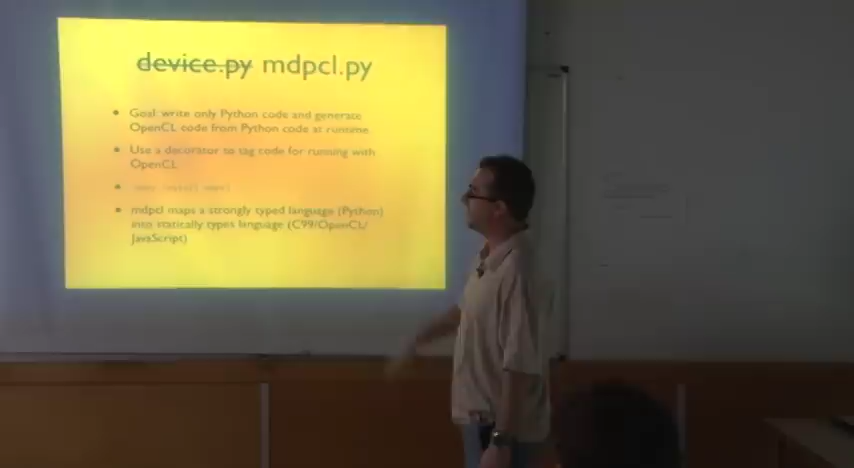 device.py mdpcl.py
• Goal: write only Python code and generate
OpenCL code from Python code at runtime
• Use a decorator to tag code for running with
OpenCL
• mdpcl maps a strongly typed language (Python)
into statically types language (C99/OpenCL/
JavaScript)